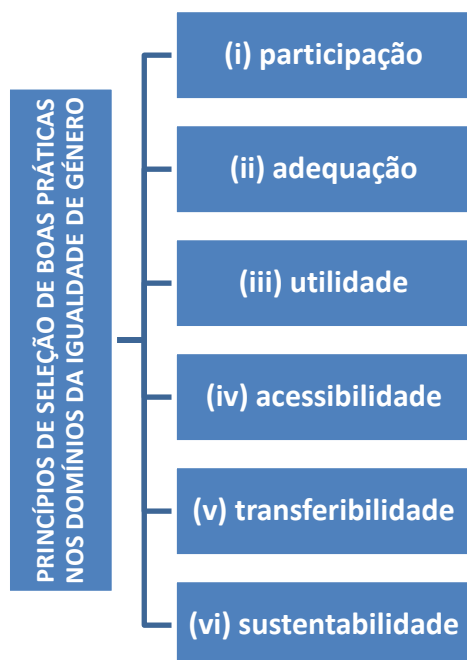 PRINCÍPIOS DE SELEÇÃO DE BOAS PRÁTICAS
NOS DOMÍNIOS DA IGUALDADE DE GÉNERO
(i) participação
(ii) adequação
(iii) utilidade
(iv) acessibilidade
(v) transferibilidade
(vi) sustentabilidade